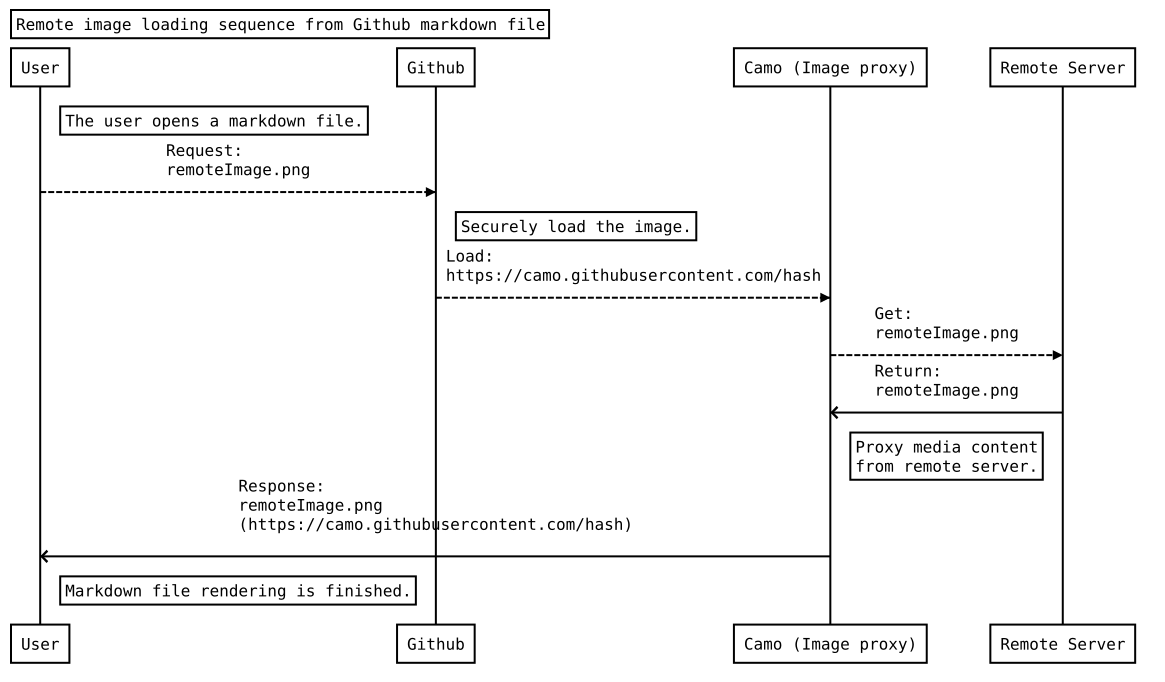 Remote image loading sequence from Github markdown file
User
Github
Camo (Image proxy)
Remote Server
The user opens a markdown file.
Request:
remoteImage.png
Securely load the image.
Load:
https://camo.githubusercontent.com/hash
Get:
remoteImage.png
Return:
remoteImage.png
Proxy media content
from remote server.
Response:
remoteImage.png
(https://camo.githubusercontent.com/hash)
Markdown file rendering is finished.
User
Github
Camo (Image proxy)
Remote Server